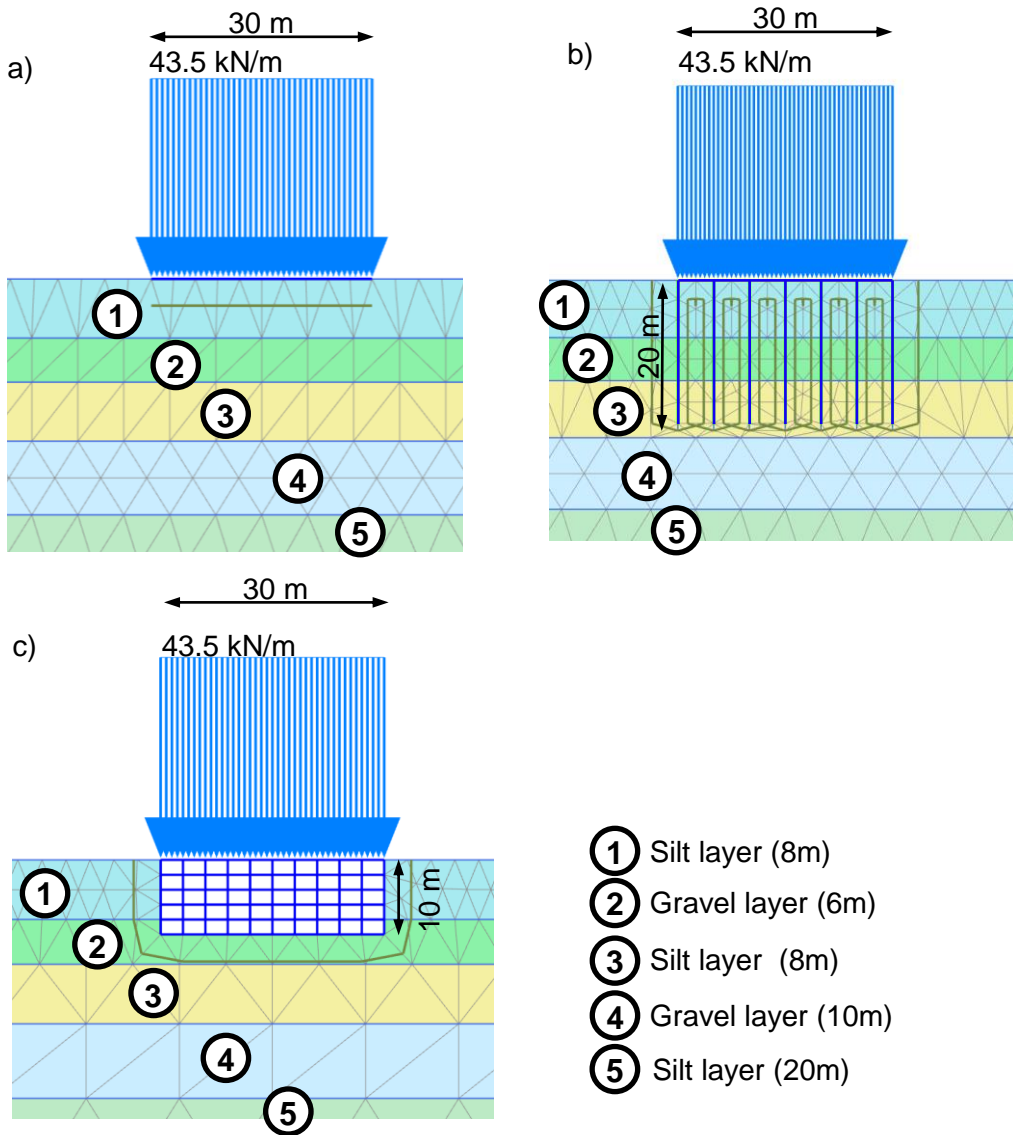 a)
30 m
43.5 kN/m
1
2
3
4
5
b)
30 m
43.5 kN/m
20 m
1
2
3
4
5
c)
30 m
43.5 kN/m
10 m
1
2
3
4
5
1 Silt layer (8m)
2 Gravel layer (6m)
3 Silt layer (8m)
4 Gravel layer (10m)
5 Silt layer (20m)